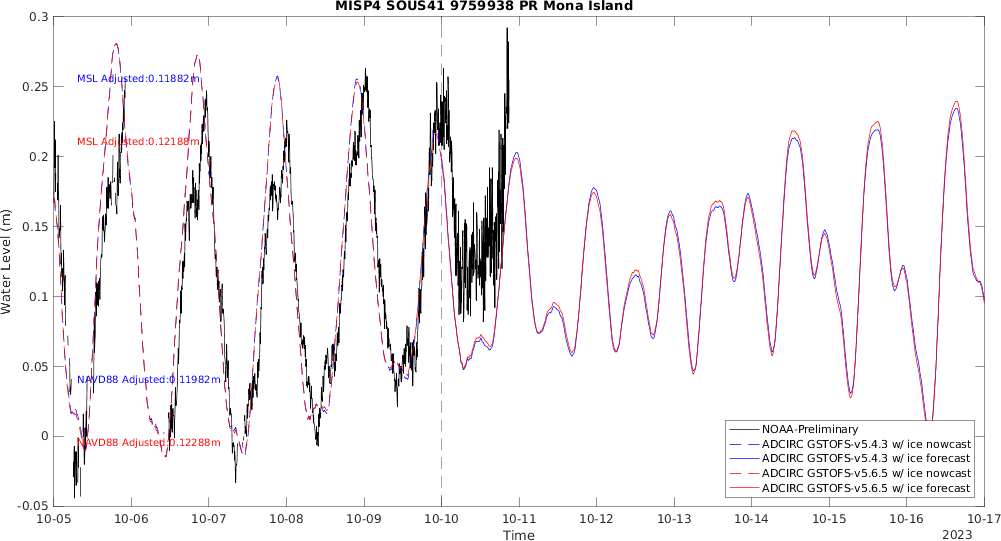 MISP4 SOUS41 9759938 PR Mona Island
0.3
0.25
0.2
0.15
0.1
0.05
0
-0.05
Water Level (m)
MSL Adjusted:0.11882m
MSL Adjusted:0.12188m
NAVD88 Adjusted:0.11982m
NAVD88 Adjusted:0.12288m
NOAA-Preliminary
ADCIRC GSTOFS-v5.4.3 w/ ice nowcast
ADCIRC GSTOFS-v5.4.3 w/ ice forecast
ADCIRC GSTOFS-v5.6.5 w/ ice nowcast
ADCIRC GSTOFS-v5.6.5 w/ ice forecast
10-05 10-06 10-07 10-08 10-09 10-10 10-11 10-12 10-13 10-14 10-15 10-16 10-17
Time
2023